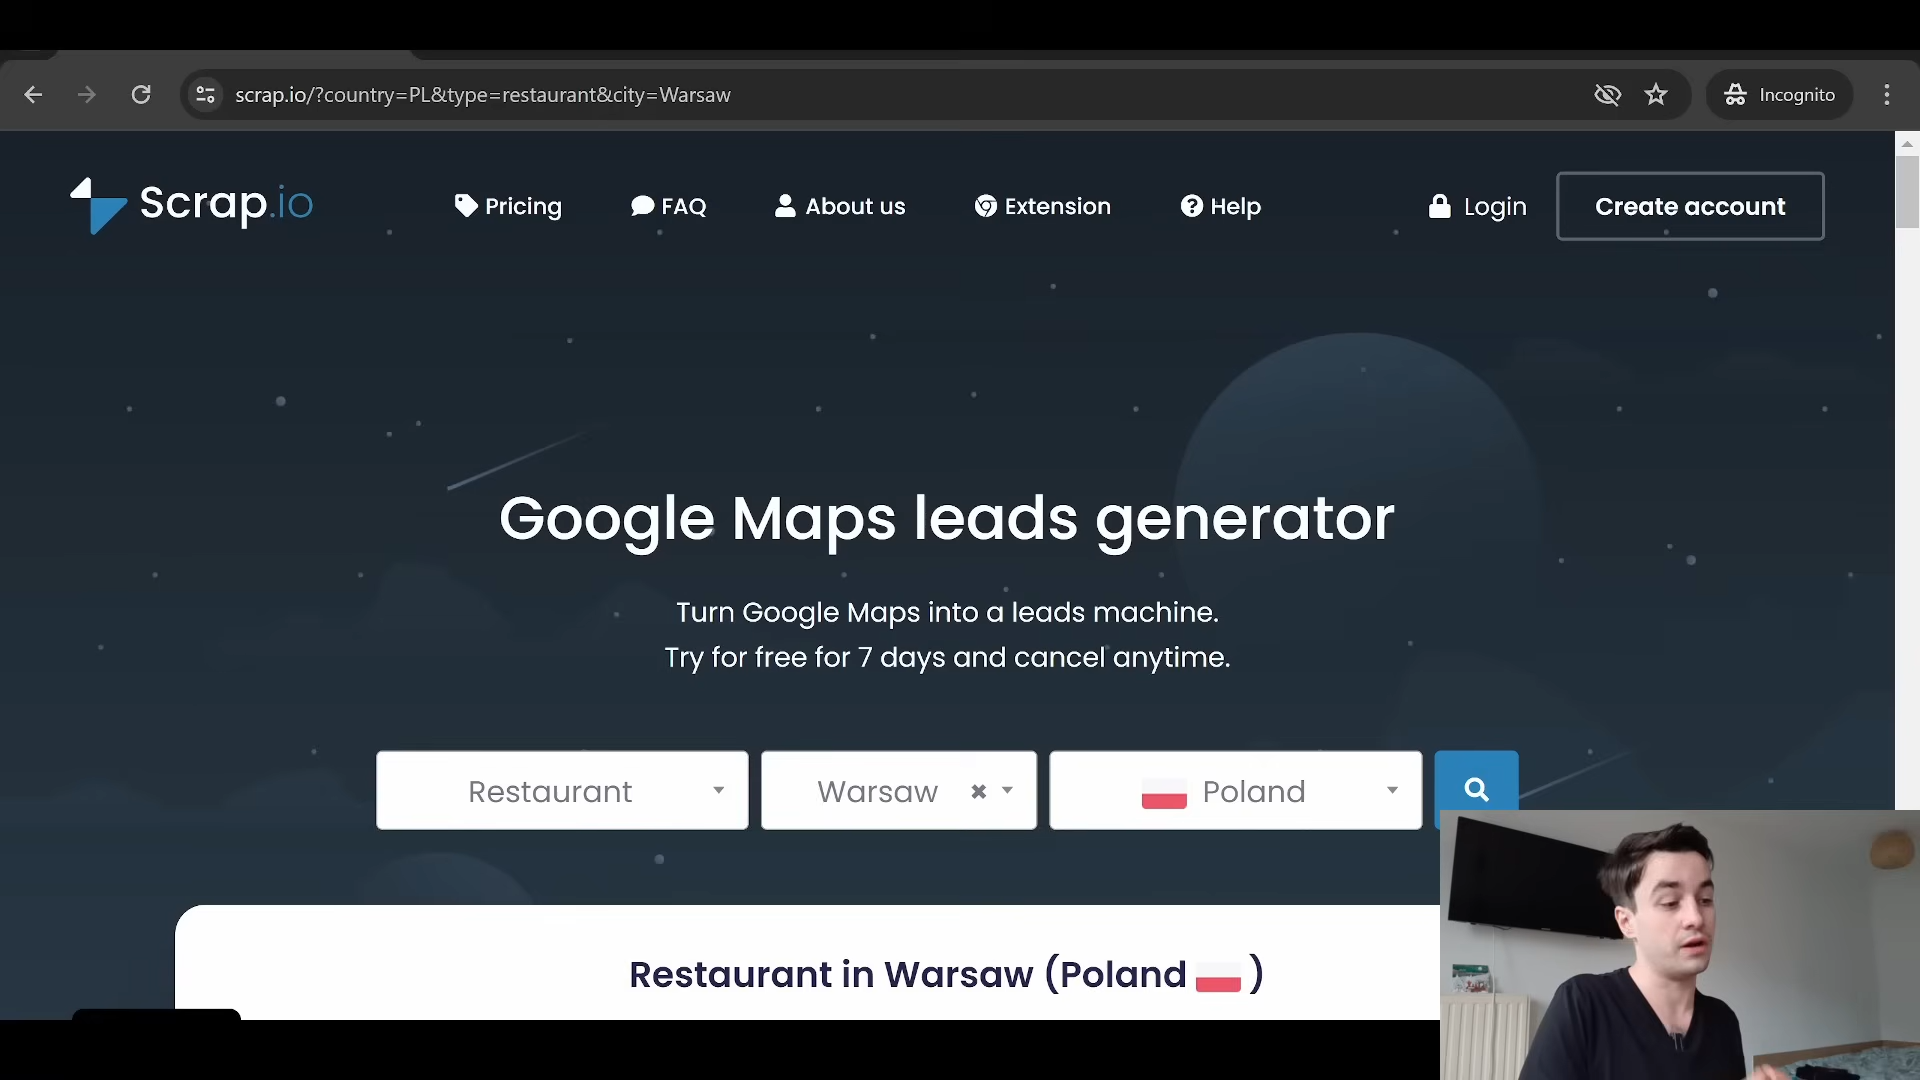 scrap.io/?country=PL&type=restaurant&city=Warsaw
Incognito
Scrap.io
Pricing
FAQ
About us
Extension
Help
Login
Create account
Google Maps leads generator
Turn Google Maps into a leads machine.
Try for free for 7 days and cancel anytime.
Restaurant
Warsaw
Poland
Restaurant in Warsaw (Poland )